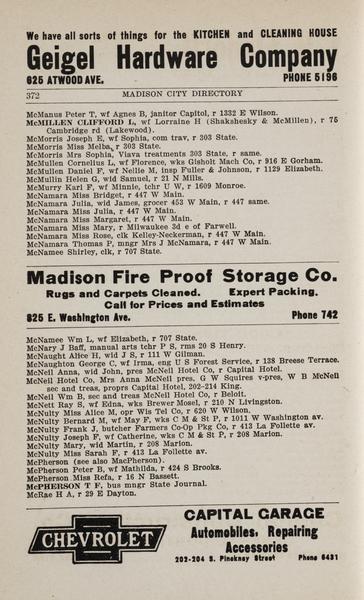 We have all sorts of things for the KITCHEN and CLEANING HOUSE
Geigel Hardware Company
625 ATWOOD AVE. PHONE 5196
372 MADISON CITY DIRECTORY
McManus Peter T, wf Agnes B, janitor Capitol, r 1332 E Wilson.
McMILLEN CLIFFORD L, wf Lorraine H (Shakshesky & McMillen), r 75
Cambridge rd (Lakewood).
McMorris Joseph E, wf Sophia, com trav, r 303 State.
McMorris Miss Melba, r 303 State.
McMorris Mrs Sophia, Viava treatments 303 State, r same.
McMullen Cornelius L, wf Florence, wks Gisholt Mach Co, r 916 E Gorham.
McMullen Daniel F, wf Nellie M, insp Fuller & Johnson, r 1129 Elizabeth.
McMullin Helen G, wid Samuel, r 21 N Mills.
McMurry Karl F, wf Minnie, tchr U W, r 1609 Monroe.
McNamara Miss Bridget, r 447 W Main.
McNamara Julia, wid James, grocer 453 W Main, r 447 same.
McNamara Miss Julia, r 447 W Main.
McNamara Miss Margaret, r 447 W Main.
McNamara Miss Mary, r Milwaukee 3d e of Farwell.
McNamara Miss Rose, clk Kelley-Neckerman, r 447 W Main.
McNamara Thomas P, mngr Mrs J McNamara, r 447 W Main.
McNamee Shirley, clk, r 707 State.
Madison Fire Proof Storage Co.
Rugs and Carpets Cleaned. Expert Packing.
Call for Prices and Estimates
825 E. Washington Ave. Phone 742
McNamee Wm L, wf Elizabeth, r 707 State.
McNary J Baff, manual arts tchr P S, rms 20 S Henry.
McNaught Alice H, wid J S, r 111 W Gilman.
McNaughton George C, wf Irma, eng U S Forest Service, r 138 Breese Terrace.
McNeil Anna, wid John, pres McNeil Hotel Co, r Capital Hotel.
McNeil Hotel Co, Mrs Anna McNeil pres, G W Squires v-pres, W B McNeil
sec and treas, proprs Capital Hotel, 202-214 King.
McNeil Wm B, sec and treas McNeil Hotel Co, r Beloit.
McNett Ray S, wf Edna, wks Brewer Mosel, r 210 N Livingston.
McNulty Miss Alice M, opr Wis Tel Co, r 620 W Wilson.
McNulty Bernard M, wf May F, wks C M & St P, r 1011 W Washington av.
McNulty Frank J, butcher Farmers Co-Op Pkg Co, r 413 La Follette av.
McNulty Joseph F, wf Catherine, wks C M & St P, r 208 Marion.
McNulty Mary, wid Martin, r 208 Marion.
McNulty Miss Sarah F, r 413 La Follette av.
McPherson (see also MacPherson).
McPherson Peter B, wf Mathilda, r 424 S Brooks.
McPherson Miss Refa, r 16 N Bassett.
McPHERSON T F, bus mngr State Journal.
McRae H A, r 29 E Dayton.
CHEVROLET
CAPITAL GARAGE
Automobiles, Repairing
Accessories
202-204 S. Pinckney Street Phone 6431